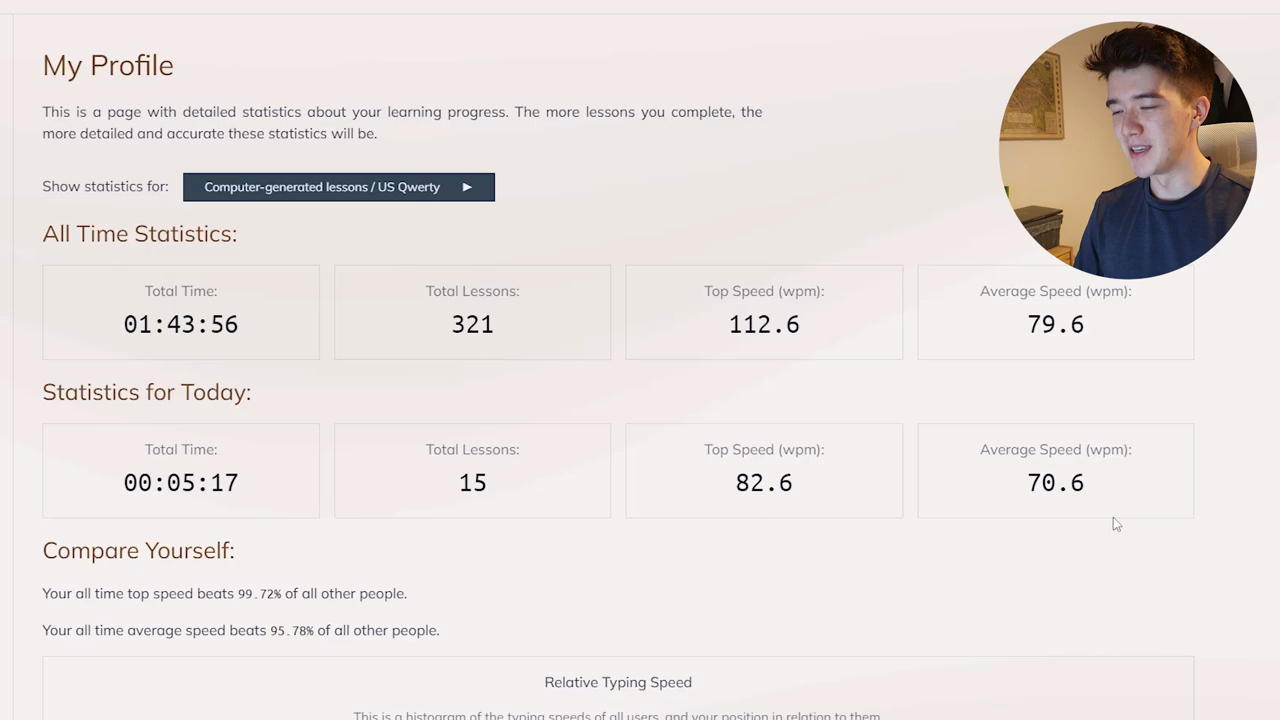 My Profile
This is a page with detailed statistics about your learning progress. The more lessons you complete, the
more detailed and accurate these statistics will be.
Show statistics for: Computer-generated lessons / US Qwerty ►
All Time Statistics:
Total Time: Total Lessons: Top Speed (wpm): Average Speed (wpm):
01:43:56 321 112.6 79.6
Statistics for Today:
Total Time: Total Lessons: Top Speed (wpm): Average Speed (wpm):
00:05:17 15 82.6 70.6
Compare Yourself:
Your all time top speed beats 99.72% of all other people.
Your all time average speed beats 95.78% of all other people.
Relative Typing Speed
This is a histogram of the typing speeds of all users, and your position in relation to them.